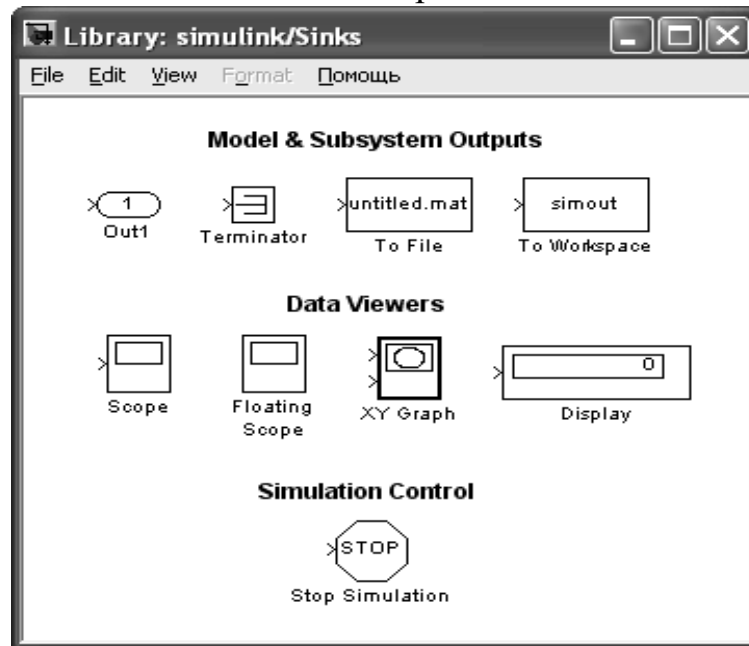 Library: simulink/Sinks
File Edit View Format Помощь
Model & Subsystem Outputs
1 untitled.mat simout
Out1 Terminator To File To Workspace
Data Viewers
0
Scope Floating Scope XY Graph Display
Simulation Control
STOP
Stop Simulation